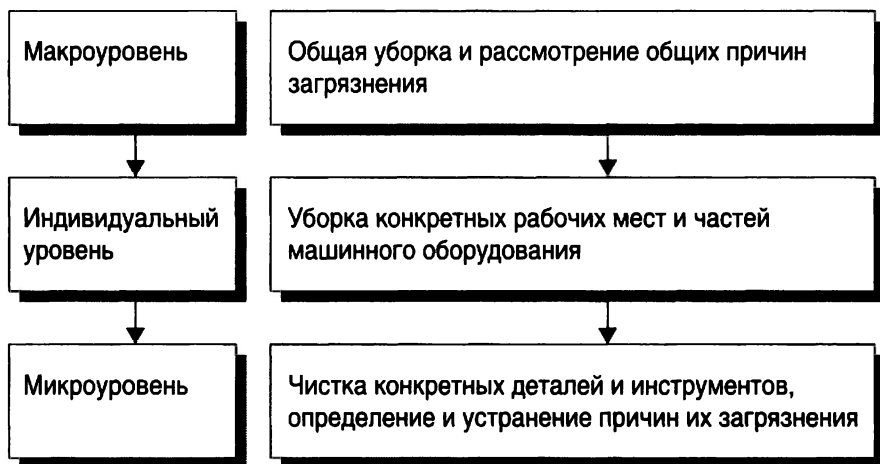 Макроуровень
Общая уборка и рассмотрение общих причин
загрязнения
Индивидуальный
уровень
Уборка конкретных рабочих мест и частей
машинного оборудования
Микроуровень
Чистка конкретных деталей и инструментов,
определение и устранение причин их загрязнения